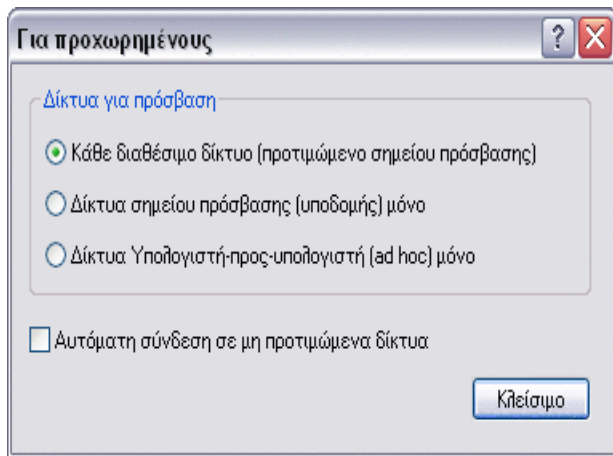 Για προχωρημένους
Δίκτυα για πρόσβαση
Κάθε διαθέσιμο δίκτυο (προτιμώμενο σημείου πρόσβασης)
Δίκτυα σημείου πρόσβασης (υποδομής) μόνο
Δίκτυα Υπολογιστή-προς-υπολογιστή (ad hoc) μόνο
Αυτόματη σύνδεση σε μη προτιμώμενα δίκτυα
Κλείσιμο